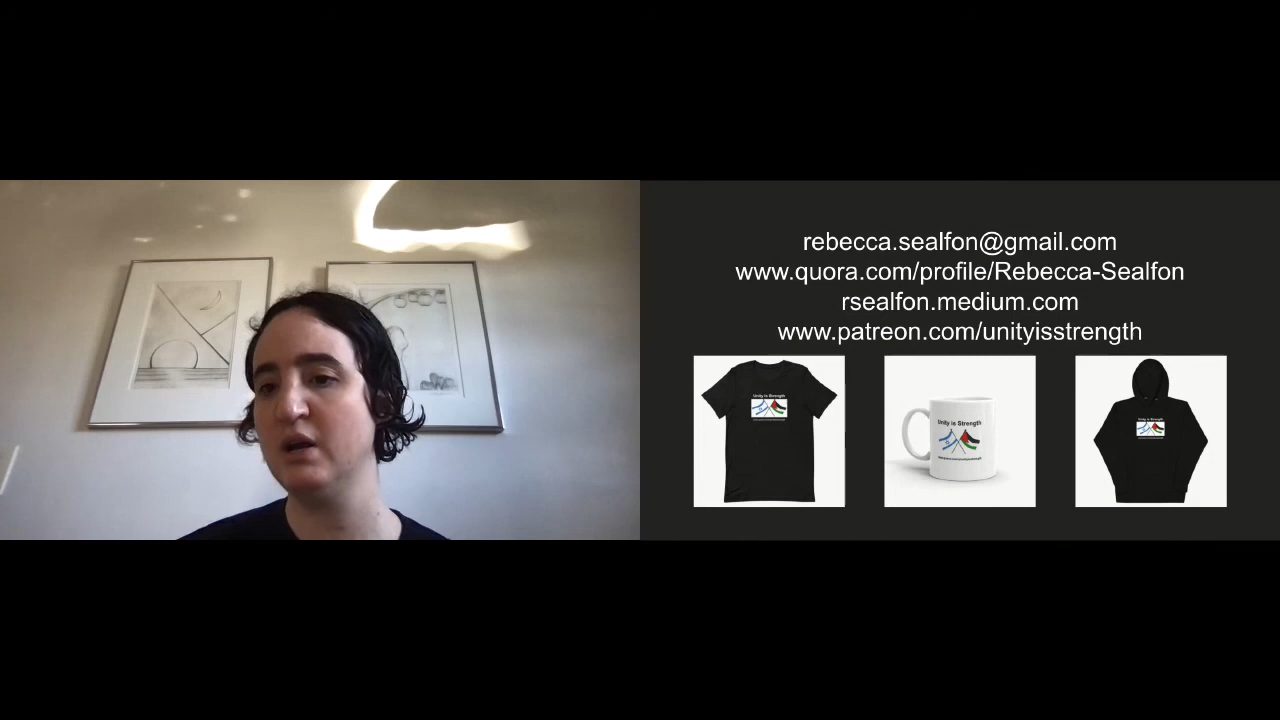 rebecca.sealfon@gmail.com
www.quora.com/profile/Rebecca-Sealfon
rsealfon.medium.com
www.patreon.com/unityisstrength
Unity is Strength
Unity is Strength
Unity is Strength